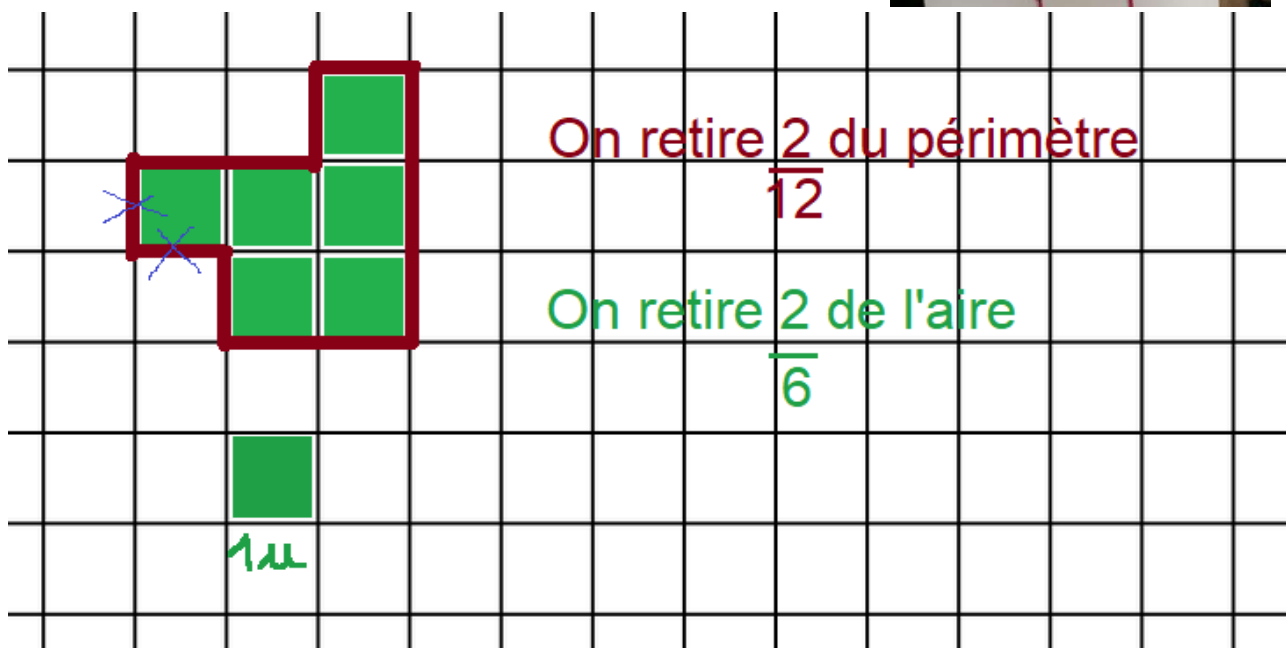 On retire 2 du périmètre
12
On retire 2 de l'aire
6
1u